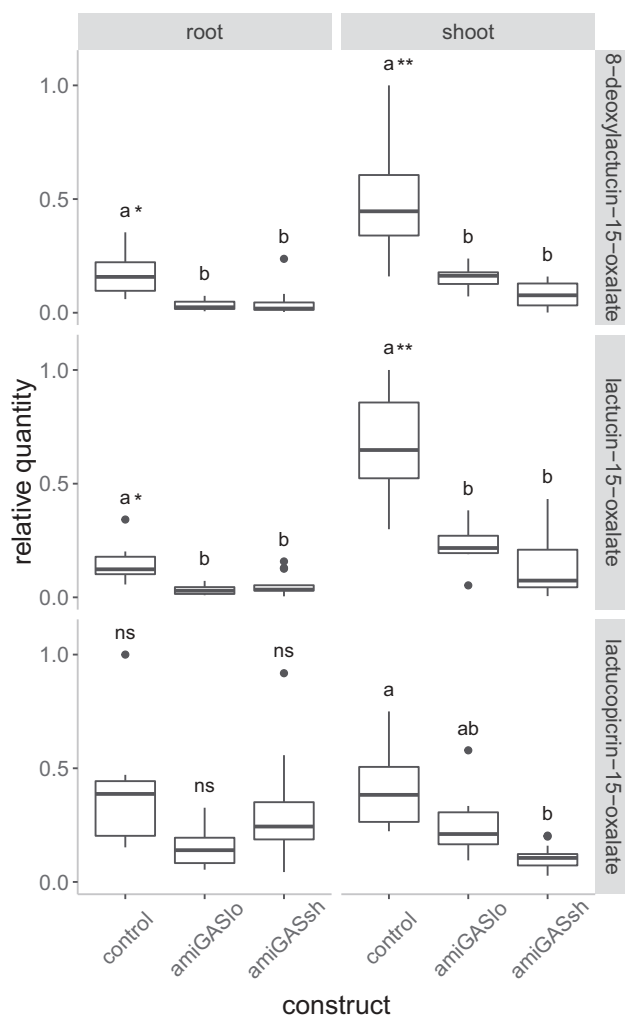 root
shoot
a ** 
1.0
0.5
0.0
a *
b
b
b
b
8−deoxylactucin−15−oxalate
a **
1.0
0.5
0.0
a *
b
b
b
b
lactucin−15−oxalate
relative quantity
ns
ns
ns
1.0
0.5
0.0
a
ab
b
lactucopicrin−15−oxalate
control
amiGASlo
amiGASsh
control
amiGASlo
amiGASsh
construct